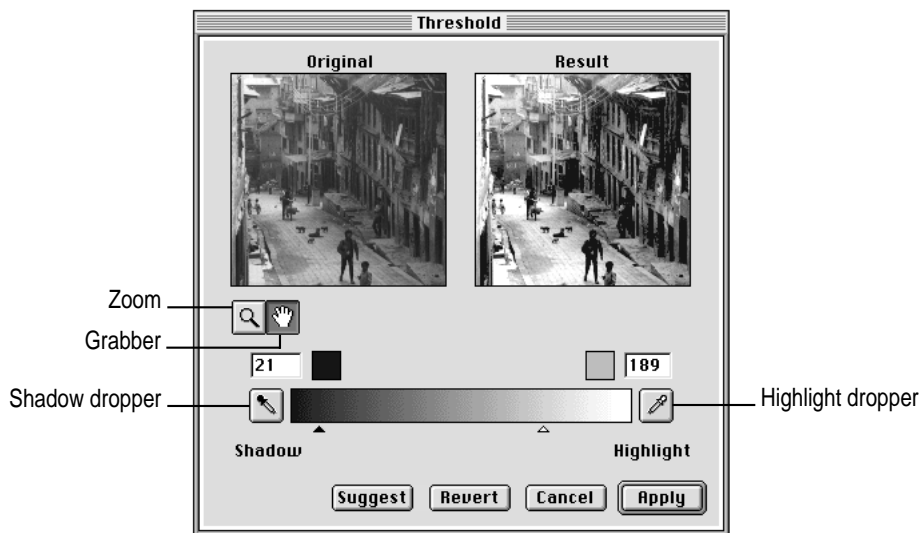 Threshold
Original
Result
Zoom
Grabber
21
189
Shadow dropper
Highlight dropper
Shadow
Highlight
Suggest
Revert
Cancel
Apply